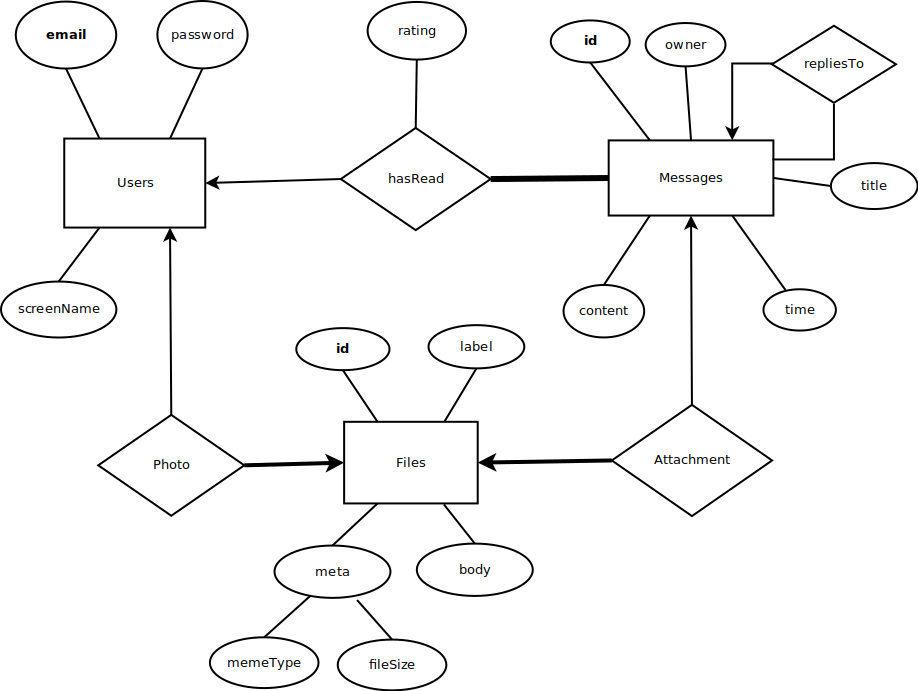 email
password
rating
id
owner
repliesTo
Users
hasRead
Messages
title
screenName
content
time
id
label
Photo
Files
Attachment
meta
body
memeType
fileSize